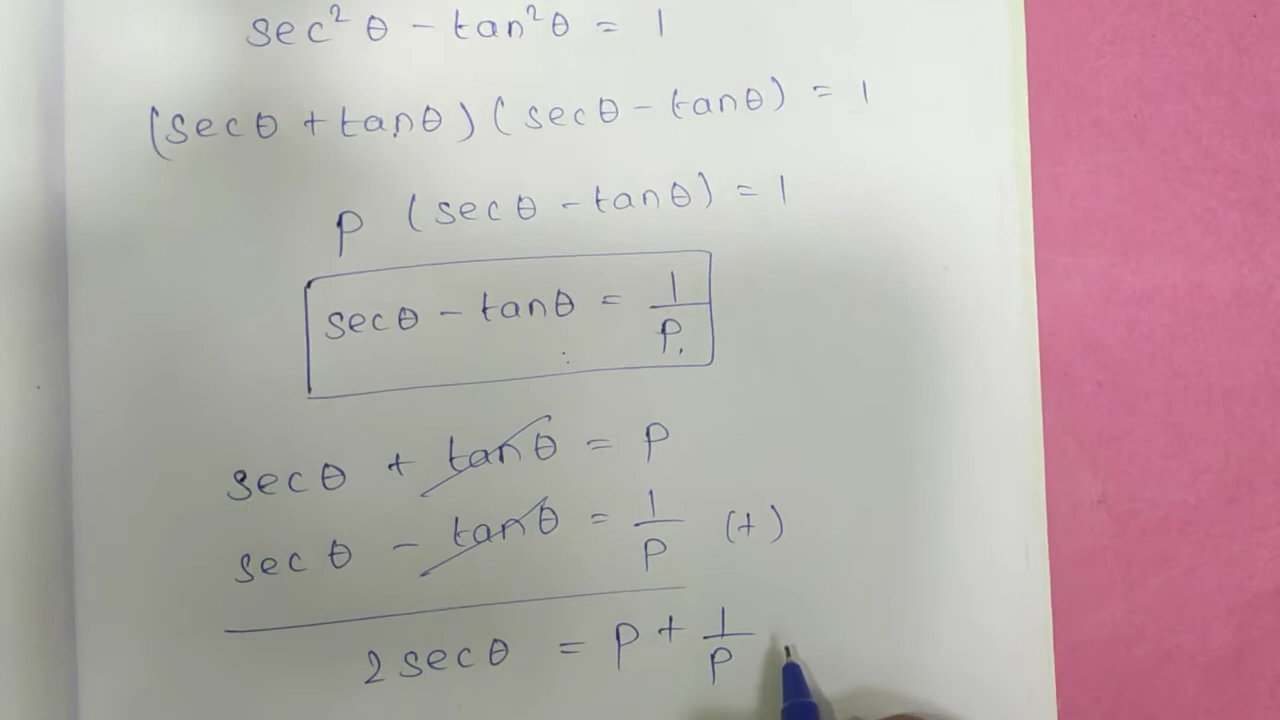 sec²θ - tan²θ = 1
(secθ + tanθ) (secθ - tanθ) = 1
P (secθ - tanθ) = 1
secθ - tanθ = 1/P.
secθ + tanθ = P
secθ - tanθ = 1/P (+)
2secθ = P + 1/P